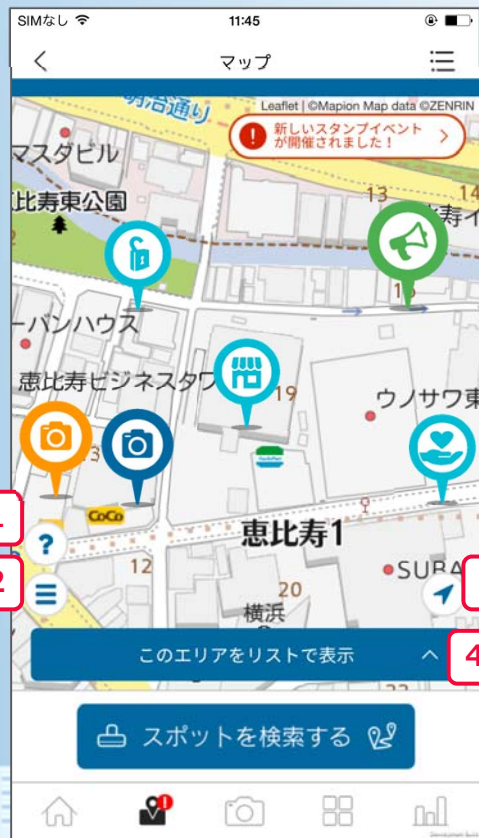 SIMなし
11:45
マップ
明治通り
Leaflet | ©Mapion Map data ©ZENRIN
新しいスタンプイベント
が開催されました！
マスダビル
13
14
比寿東公園
寿イ
ーバンハウス
恵比寿ビジネスタワ
19
ウノサワ東
CoCo
FamilyMart
恵比寿1
?
12
SUBA
2
20
横浜
このエリアをリストで表示
4
スポットを検索する